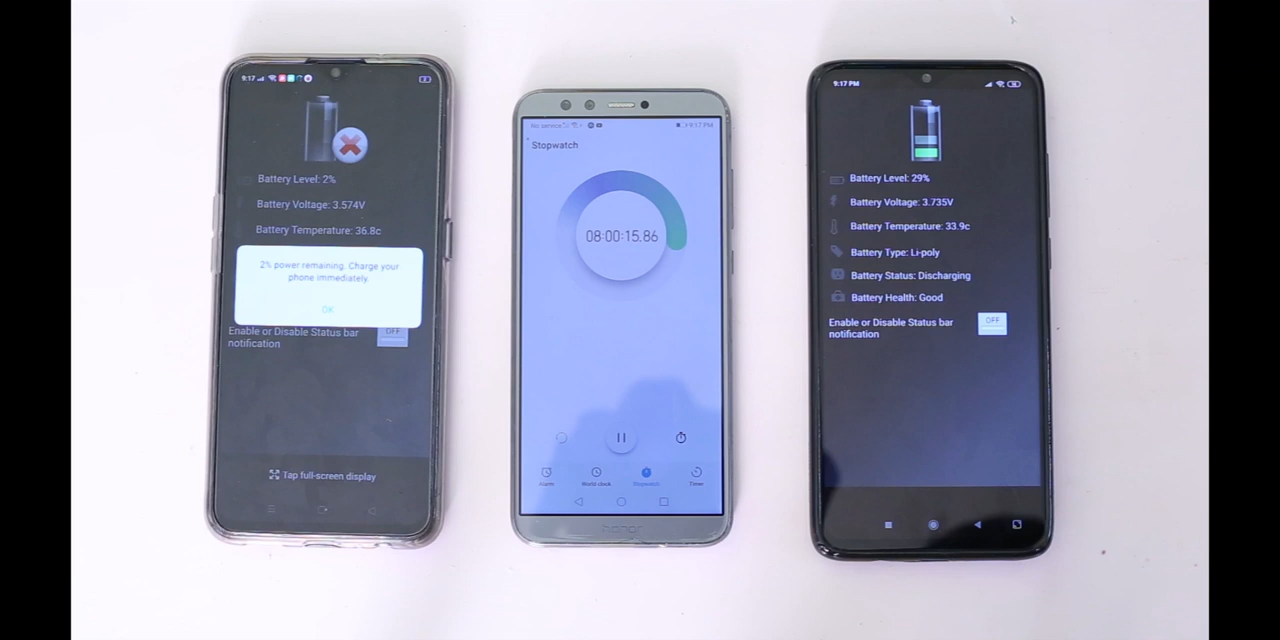 9:17
2
Battery Level: 2%
Battery Voltage: 3.574V
Battery Temperature: 36.8c
2% power remaining. Charge your
phone immediately.
OK
Enable or Disable Status bar
notification
OFF
Tap full-screen display
No service
9:17 PM
Stopwatch
08:00:15.86
Alarm
World clock
Stopwatch
Timer
honor
9:17 PM
Battery Level: 29%
Battery Voltage: 3.735V
Battery Temperature: 33.9c
Battery Type: Li-poly
Battery Status: Discharging
Battery Health: Good
Enable or Disable Status bar
notification
OFF